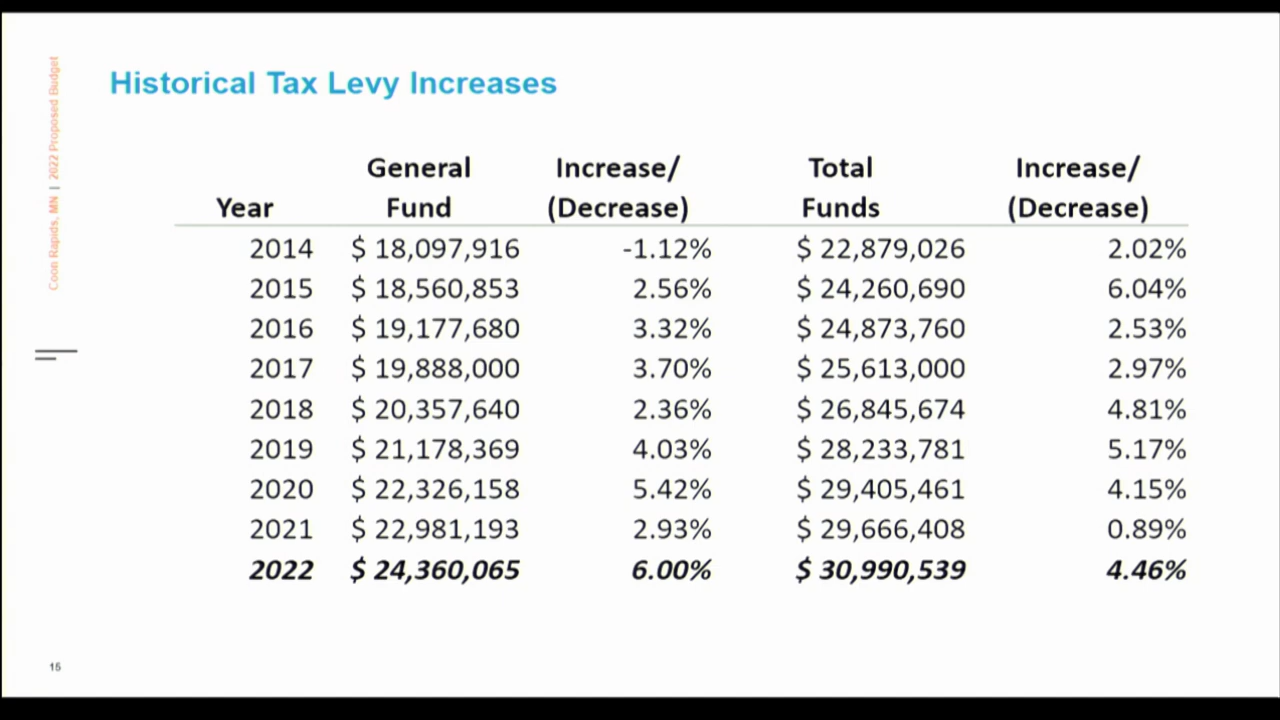 Coon Rapids, MN | 2022 Proposed Budget
Historical Tax Levy Increases
General Increase/ Total Increase/
Year Fund (Decrease) Funds (Decrease)
2014 $ 18,097,916 -1.12% $ 22,879,026 2.02%
2015 $ 18,560,853 2.56% $ 24,260,690 6.04%
2016 $ 19,177,680 3.32% $ 24,873,760 2.53%
2017 $ 19,888,000 3.70% $ 25,613,000 2.97%
2018 $ 20,357,640 2.36% $ 26,845,674 4.81%
2019 $ 21,178,369 4.03% $ 28,233,781 5.17%
2020 $ 22,326,158 5.42% $ 29,405,461 4.15%
2021 $ 22,981,193 2.93% $ 29,666,408 0.89%
2022 $ 24,360,065 6.00% $ 30,990,539 4.46%
15